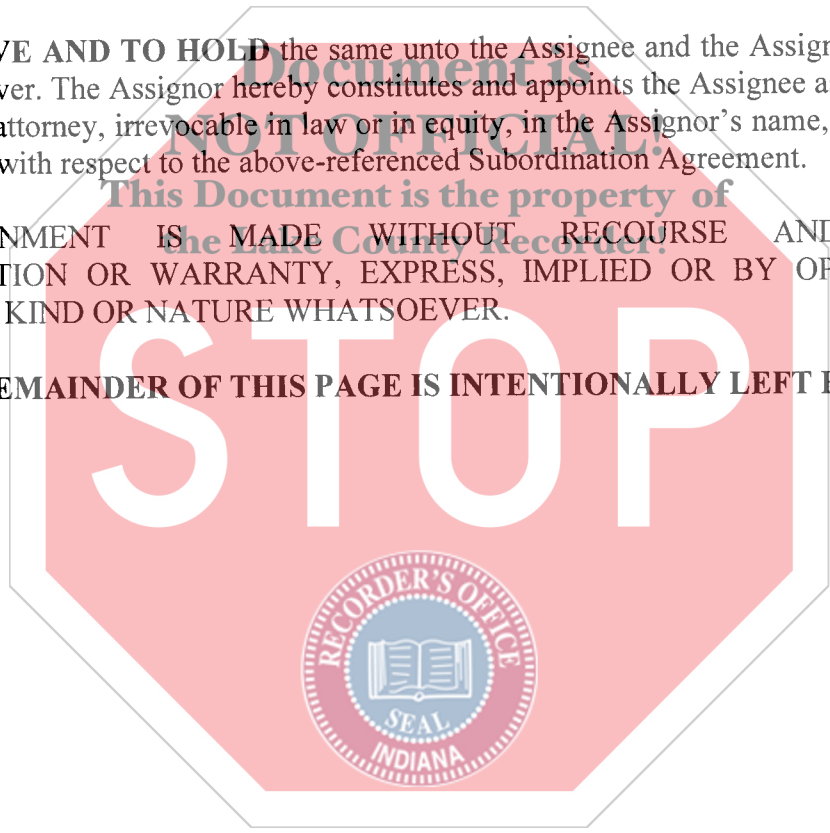 VE AND TO HOLD the same unto the Assignee and the Assign
ver. The Assignor hereby constitutes and appoints the Assignee a
attorney, irrevocable in law or in equity, in the Assignor's name,
with respect to the above-referenced Subordination Agreement.
NMENT IS MADE WITHOUT RECOURSE AND
TION OR WARRANTY, EXPRESS, IMPLIED OR BY OP
KIND OR NATURE WHATSOEVER.
EMAINDER OF THIS PAGE IS INTENTIONALLY LEFT
Document is
NOT OFFICIAL!
This Document is the property of
the Lake County Recorder!
STOP
RECORDER'S OFFICE
SEAL
INDIANA